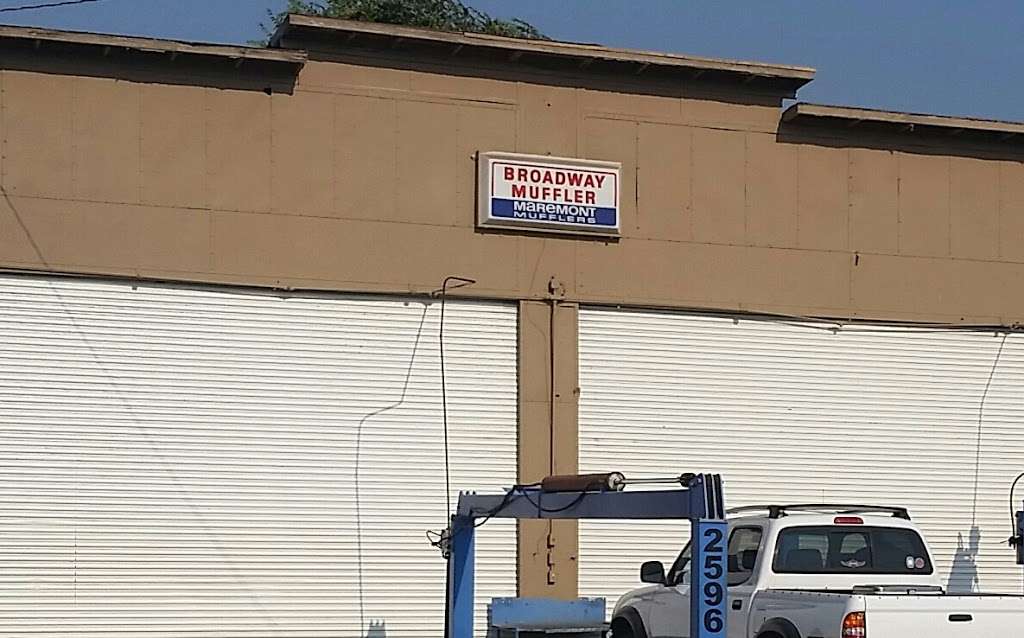 BROADWAY
MUFFLER
MAREMONT
MUFFLERS
2596